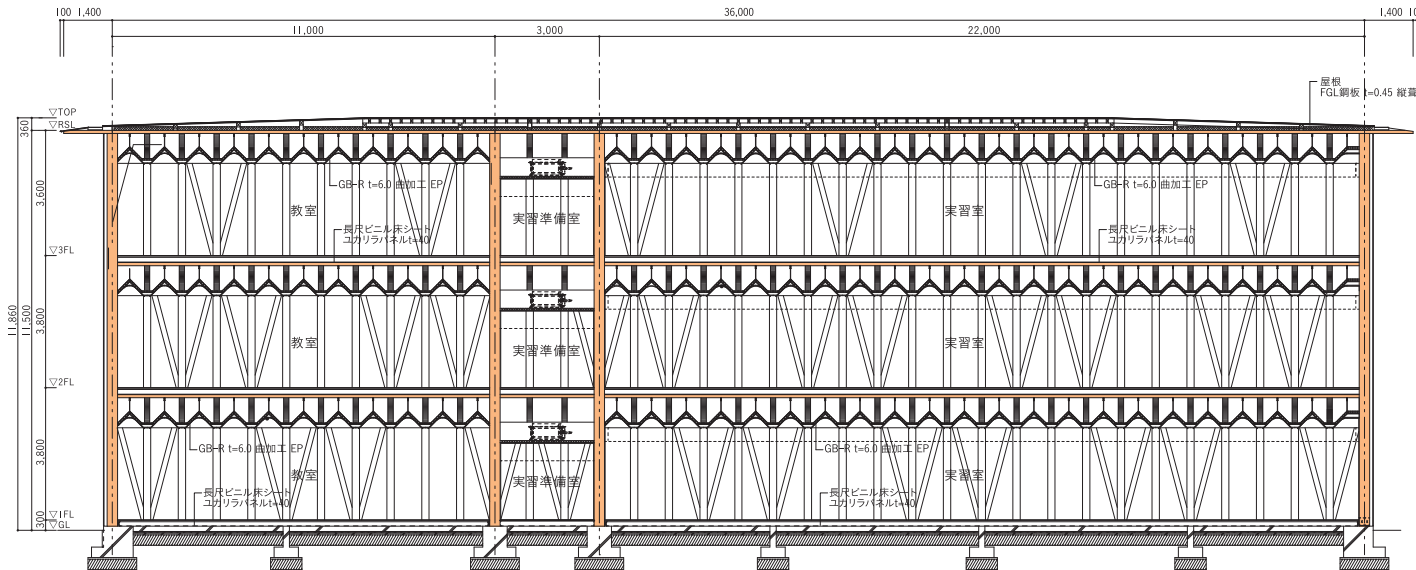 100 1,400
36,000
1,400 10
11,000
3,000
22,000
屋根
FGL鋼板 t=0.45 縦葺
▽TOP
▽RSL
360
3,600
GB-R t=6.0 曲加工 EP
GB-R t=6.0 曲加工 EP
教室
実習準備室
実習室
長尺ビニル床シート
ユカリラパネルt=40
長尺ビニル床シート
ユカリラパネルt=40
▽3FL
11,860
11,500
3,800
教室
実習準備室
実習室
▽2FL
3,800
GB-R t=6.0 曲加工 EP
GB-R t=6.0 曲加工 EP
教室
実習準備室
実習室
長尺ビニル床シート
ユカリラパネルt=40
長尺ビニル床シート
ユカリラパネルt=40
▽1FL
300
▽GL